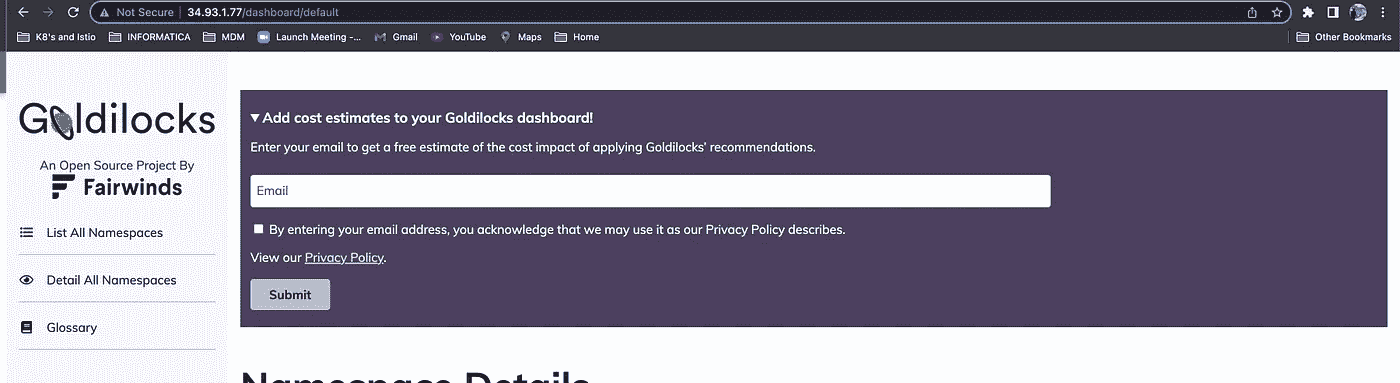 Not Secure | 34.93.1.77/dashboard/default
K8's and Istio INFORMATICA MDM Launch Meeting -... Gmail YouTube Maps Home Other Bookmarks
Goldilocks
An Open Source Project By
Fairwinds
List All Namespaces
Detail All Namespaces
Glossary
Add cost estimates to your Goldilocks dashboard!
Enter your email to get a free estimate of the cost impact of applying Goldilocks' recommendations.
Email
By entering your email address, you acknowledge that we may use it as our Privacy Policy describes.
View our Privacy Policy.
Submit
Namespace Details